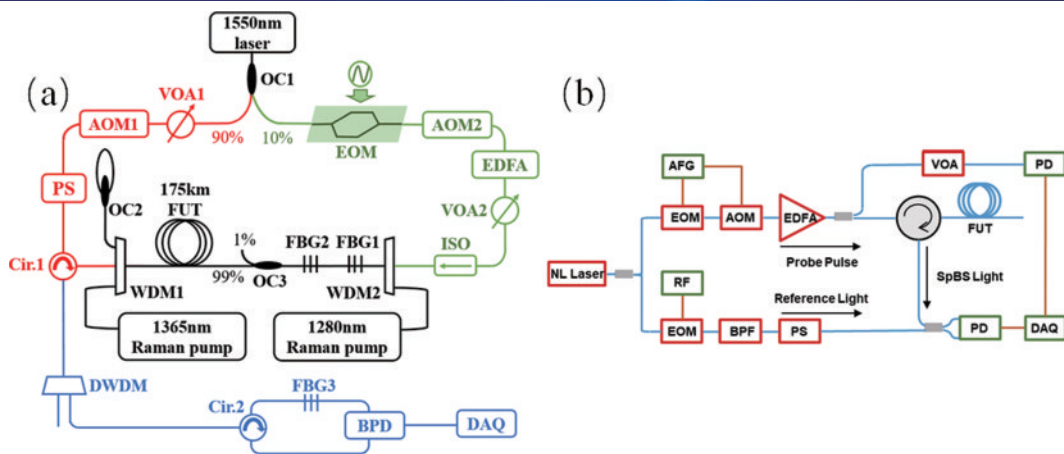 (a)
1550nm
laser
OC1
VOA1
AOM1
90%
10%
EOM
AOM2
EDFA
VOA2
ISO
PS
OC2
175km
FUT
1%
99%
OC3
FBG2
FBG1
Cir.1
WDM1
WDM2
1365nm
Raman pump
1280nm
Raman pump
DWDM
Cir.2
FBG3
BPD
DAQ
(b)
AFG
VOA
PD
EOM
AOM
EDFA
FUT
Probe Pulse
NL Laser
RF
SpBS Light
Reference Light
EOM
BPF
PS
PD
DAQ